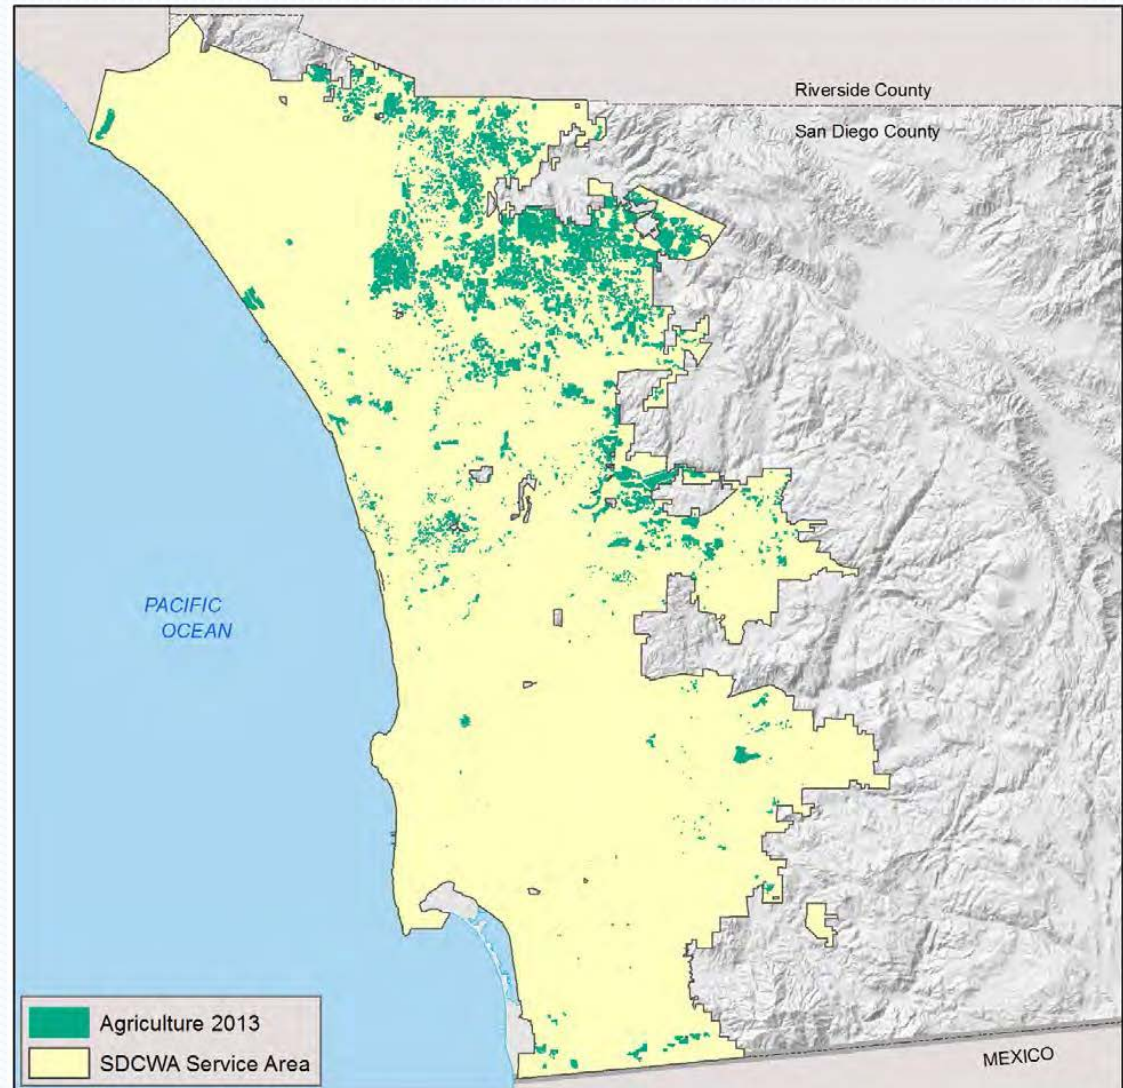 Riverside County
San Diego County
PACIFIC
OCEAN
Agriculture 2013
SDCWA Service Area
MEXICO